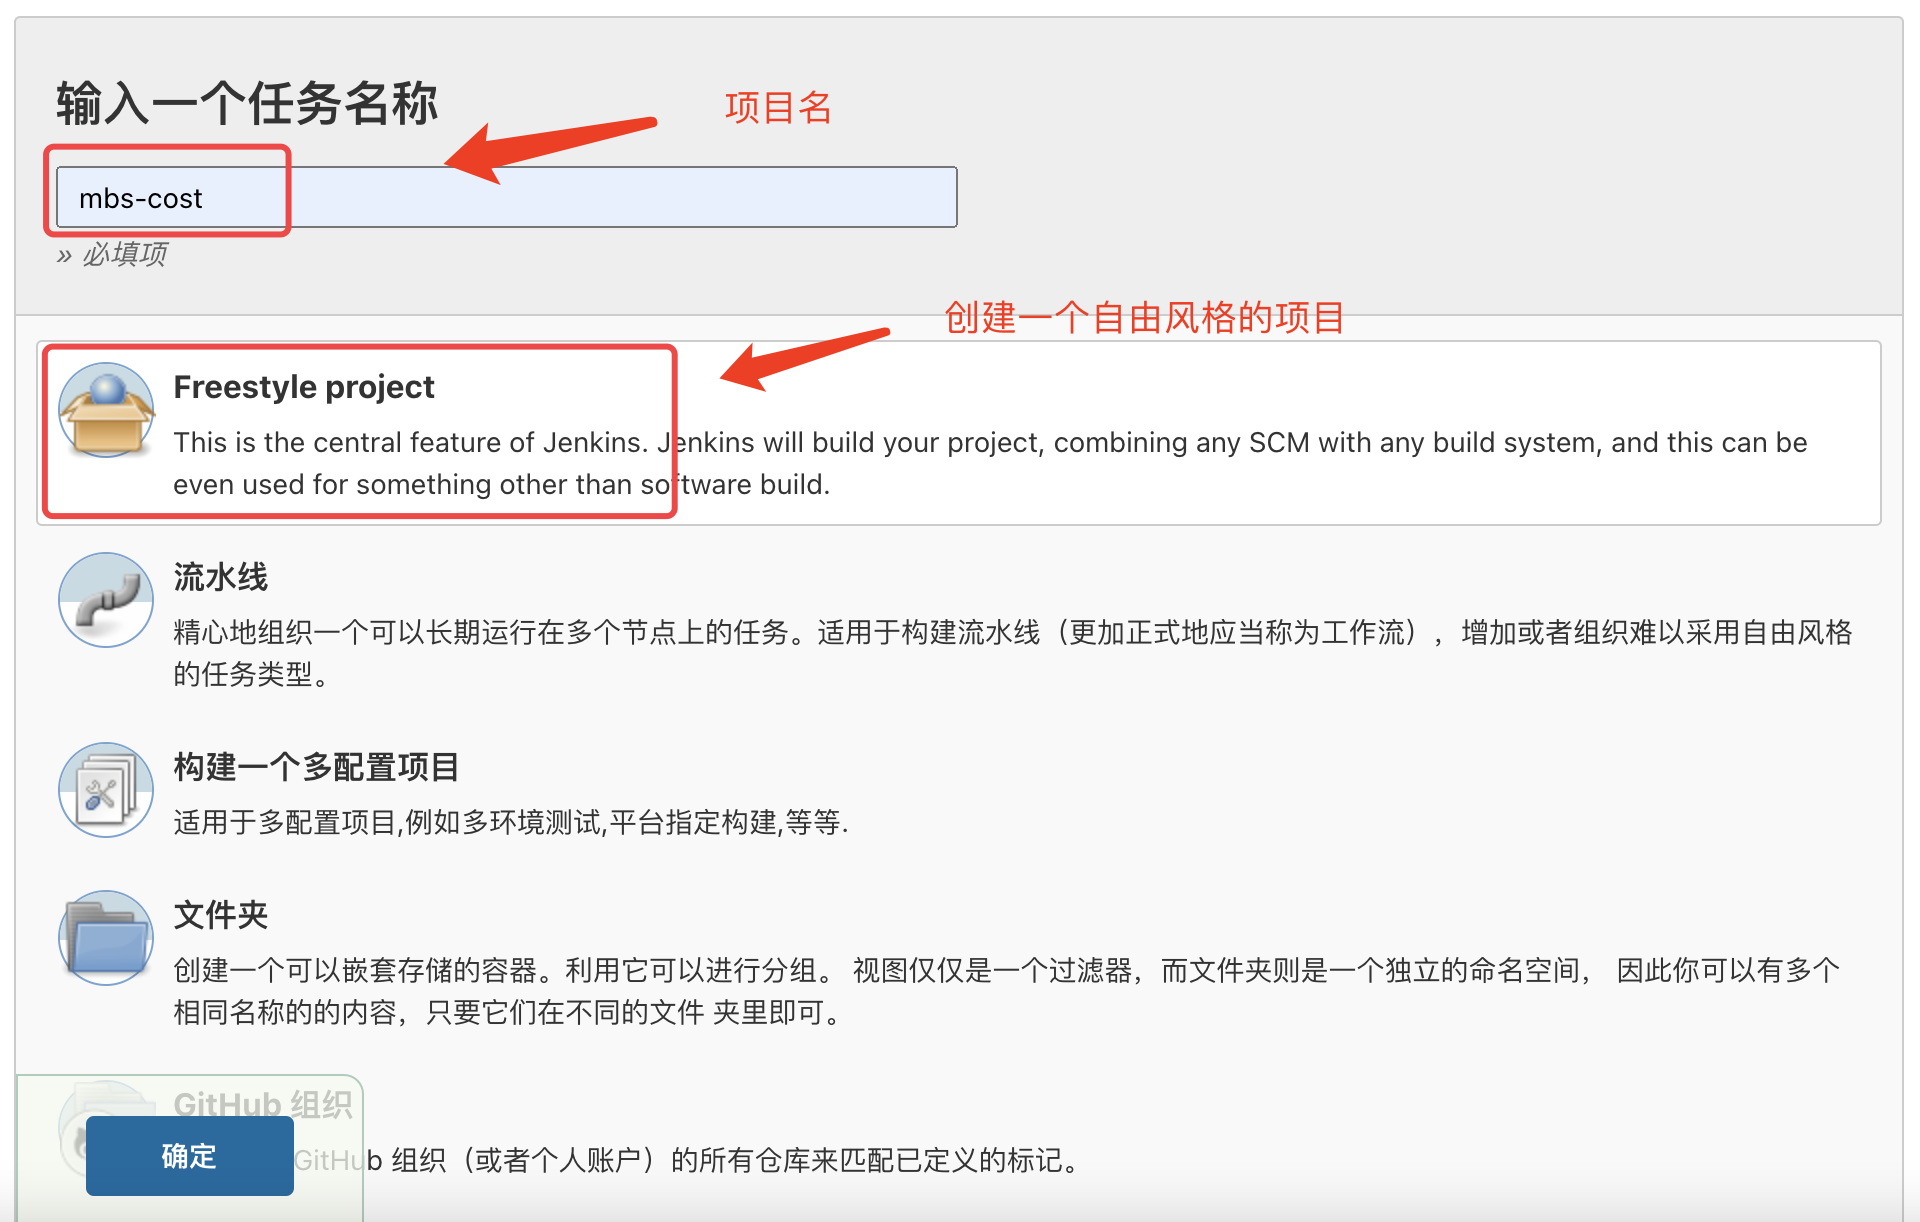 输入一个任务名称
项目名
mbs-cost
» 必填项
创建一个自由风格的项目
Freestyle project
This is the central feature of Jenkins. Jenkins will build your project, combining any SCM with any build system, and this can be
even used for something other than software build.
流水线
精心地组织一个可以长期运行在多个节点上的任务。适用于构建流水线（更加正式地应当称为工作流），增加或者组织难以采用自由风格
的任务类型。
构建一个多配置项目
适用于多配置项目,例如多环境测试,平台指定构建,等等.
文件夹
创建一个可以嵌套存储的容器。利用它可以进行分组。 视图仅仅是一个过滤器，而文件夹则是一个独立的命名空间， 因此你可以有多个
相同名称的的内容，只要它们在不同的文件 夹里即可。
GitHub 组织
确定
GitHub 组织（或者个人账户）的所有仓库来匹配已定义的标记。